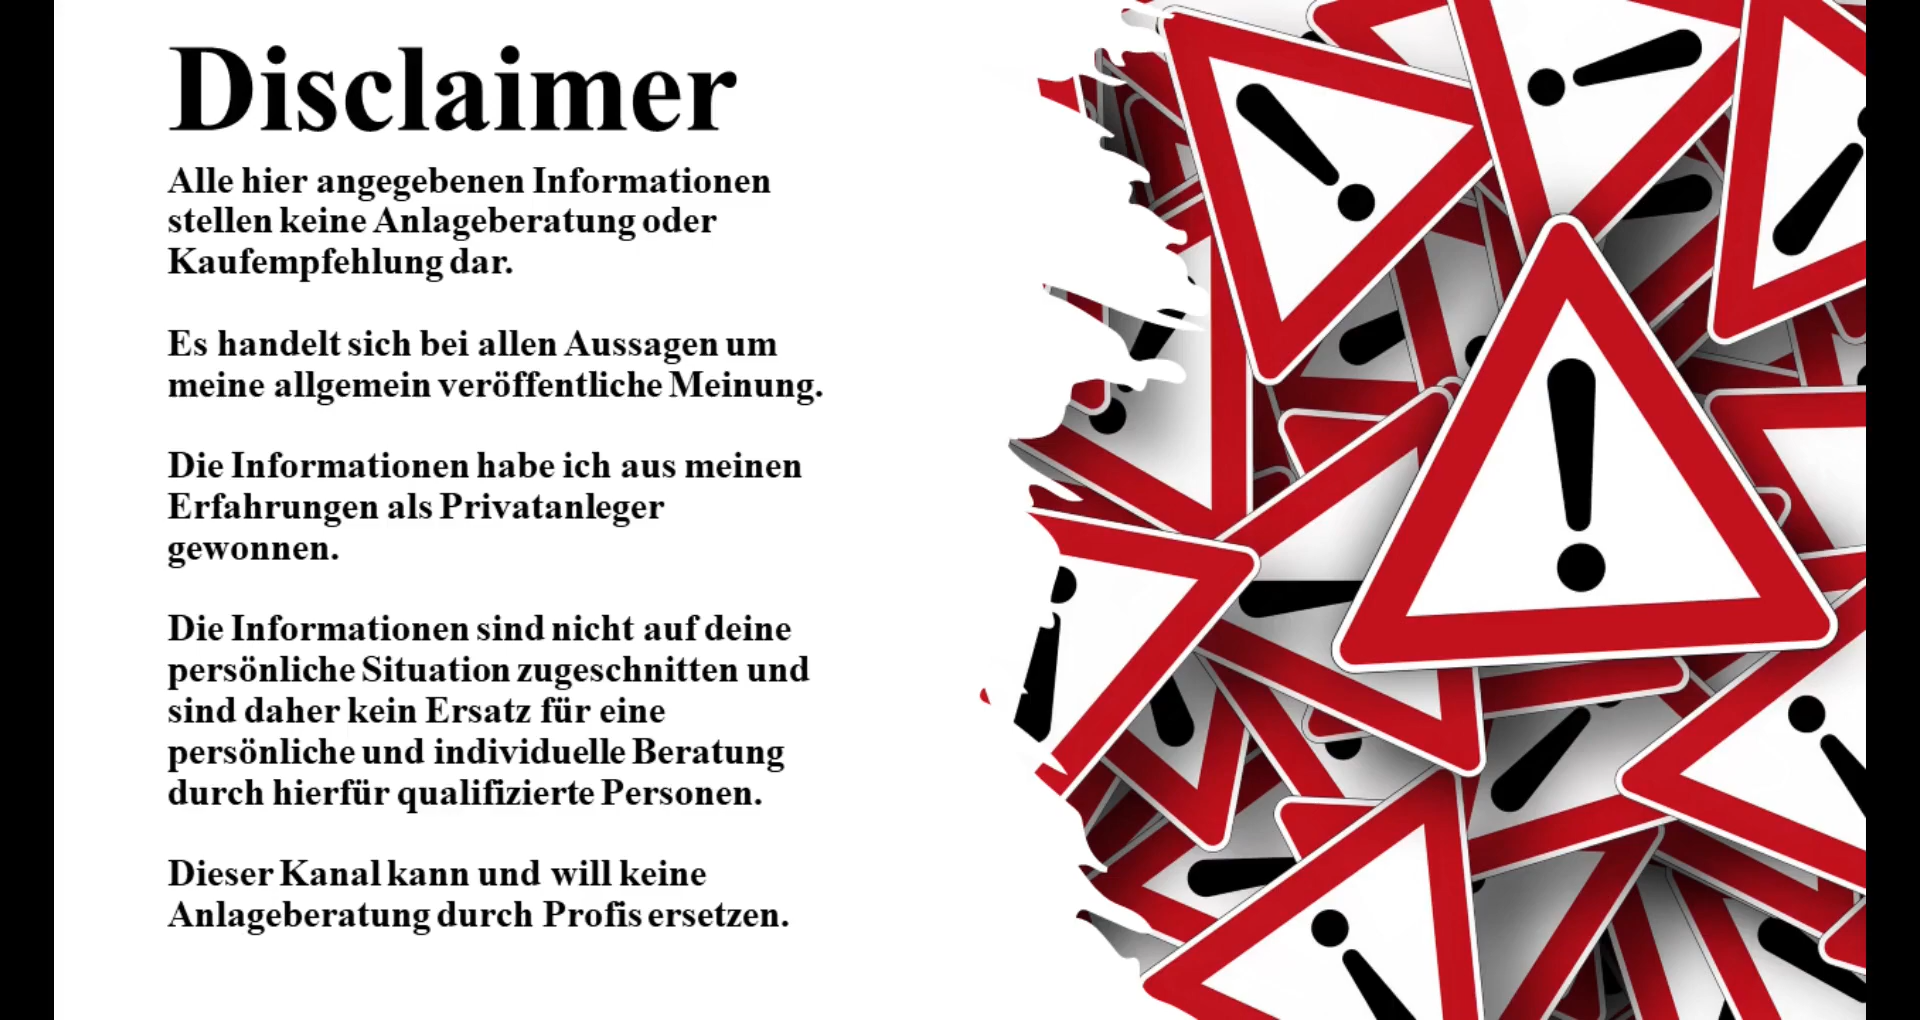 Disclaimer
Alle hier angegebenen Informationen
stellen keine Anlageberatung oder
Kaufempfehlung dar.
Es handelt sich bei allen Aussagen um
meine allgemein veröffentliche Meinung.
Die Informationen habe ich aus meinen
Erfahrungen als Privatanleger
gewonnen.
Die Informationen sind nicht auf deine
persönliche Situation zugeschnitten und
sind daher kein Ersatz für eine
persönliche und individuelle Beratung
durch hierfür qualifizierte Personen.
Dieser Kanal kann und will keine
Anlageberatung durch Profis ersetzen.